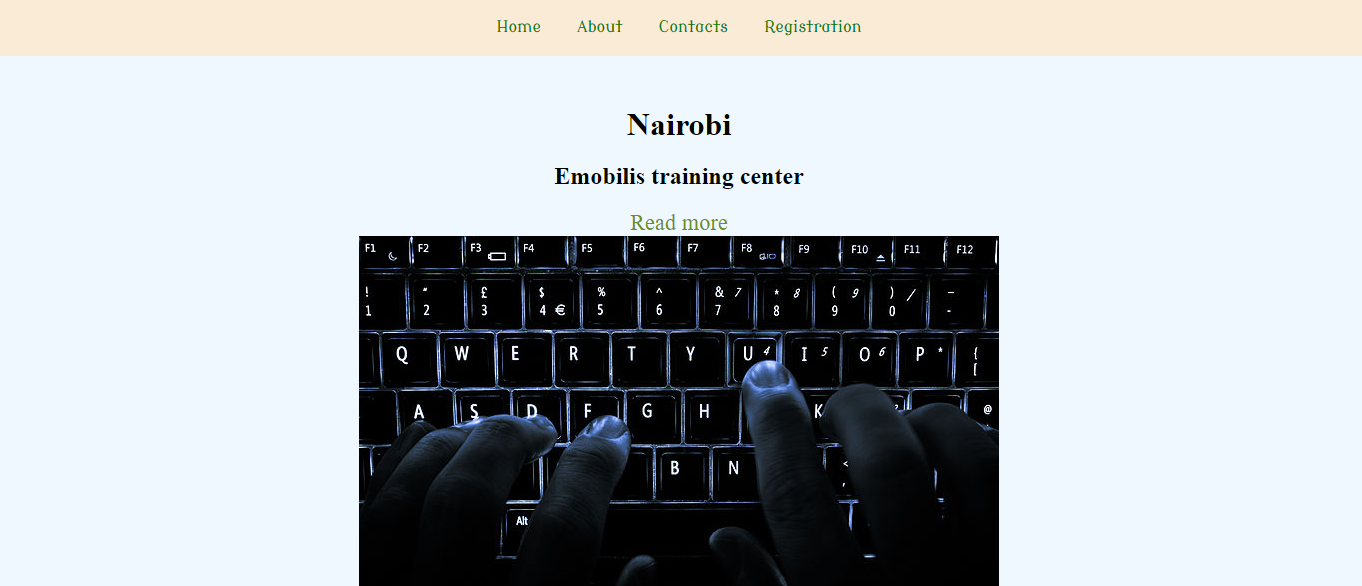 Home About Contacts Registration
Nairobi
Emobilis training center
Read more
F1 F2 F3 F4 F5 F6 F7 F8 F9 F10 F11 F12
! " £ $ % ^ & 7 * 8 ( 9 ) / _
1 2 3 4 € 5 6 7 8 9 0 -
Q W E R T Y U 4 I 5 O 6 P * {
[
A S D F G H K @
B N <
,
Alt